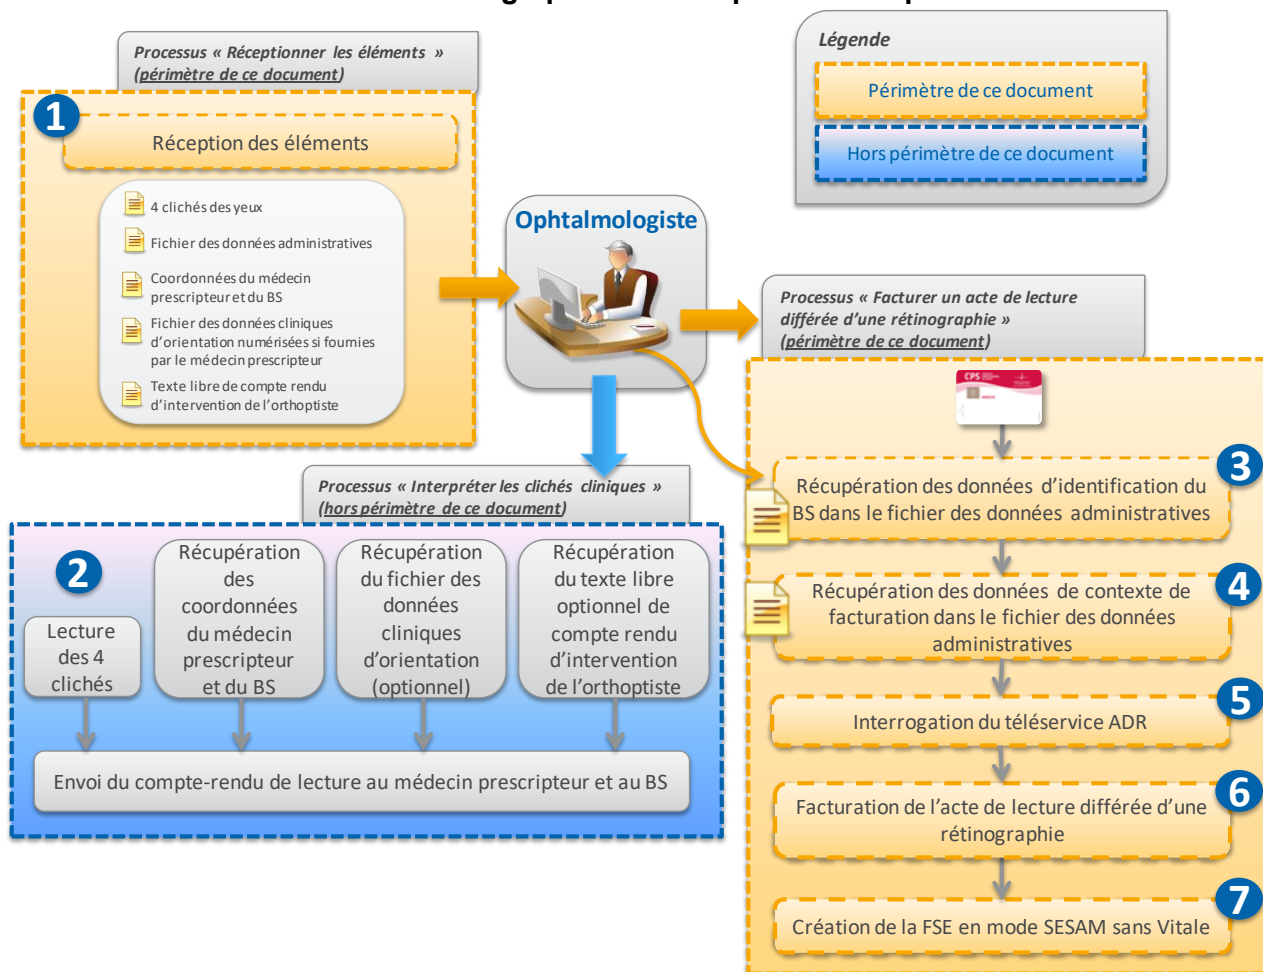 Processus « Réceptionner les éléments »
(périmètre de ce document)
1
Réception des éléments
4 clichés des yeux
Fichier des données administratives
Coordonnées du médecin
prescripteur et du BS
Fichier des données cliniques
d'orientation numérisées si fournies
par le médecin prescripteur
Texte libre de compte rendu
d'intervention de l'orthoptiste
Ophtalmologiste
Légende
Périmètre de ce document
Hors périmètre de ce document
Processus « Interpréter les clichés cliniques »
(hors périmètre de ce document)
2
Lecture
des 4
clichés
Récupération
des
coordonnées
du médecin
prescripteur
et du BS
Récupération
du fichier des
données
cliniques
d'orientation
(optionnel)
Récupération
du texte libre
optionnel de
compte rendu
d'intervention
de l'orthoptiste
Envoi du compte-rendu de lecture au médecin prescripteur et au BS
Processus « Facturer un acte de lecture
différée d'une rétinographie »
(périmètre de ce document)
CPS
3
Récupération des données d'identification du
BS dans le fichier des données administratives
4
Récupération des données de contexte de
facturation dans le fichier des données
administratives
5
Interrogation du téléservice ADR
6
Facturation de l'acte de lecture différée d'une
rétinographie
7
Création de la FSE en mode SESAM sans Vitale